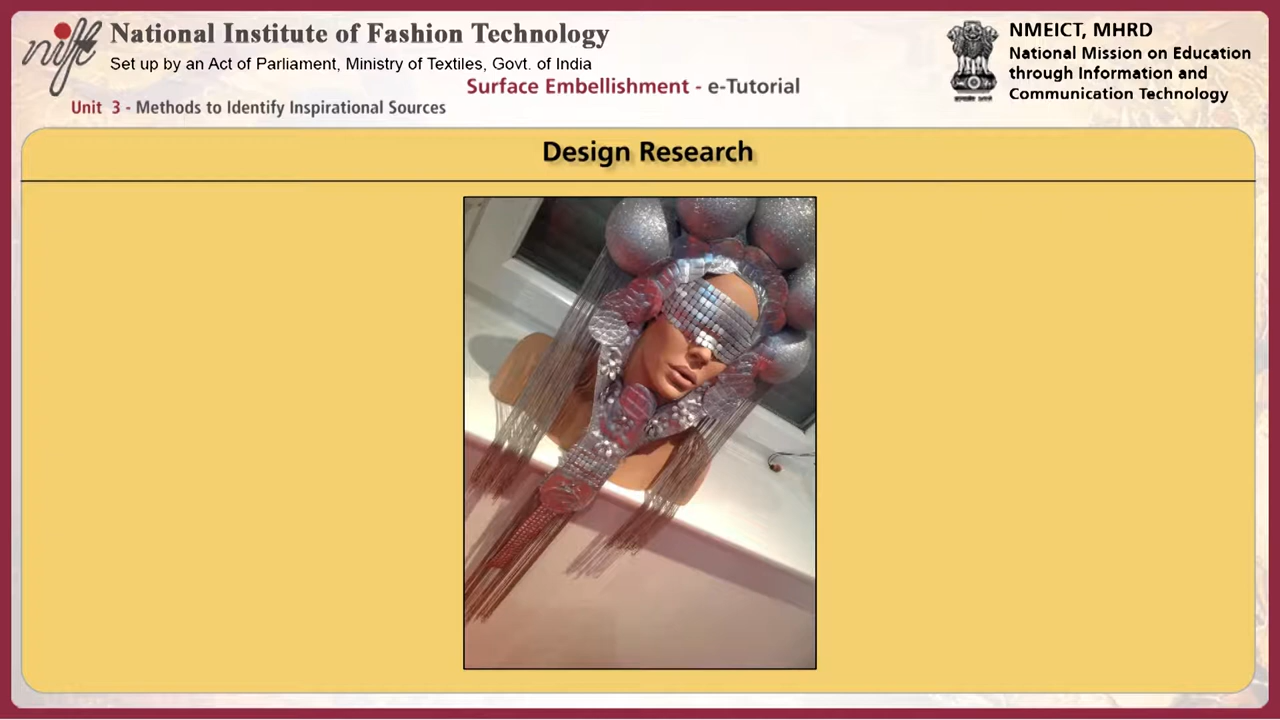 nift
National Institute of Fashion Technology
Set up by an Act of Parliament, Ministry of Textiles, Govt. of India
Surface Embellishment - e-Tutorial
Unit 3 - Methods to Identify Inspirational Sources
NMEICT, MHRD
National Mission on Education
through Information and
Communication Technology
Design Research